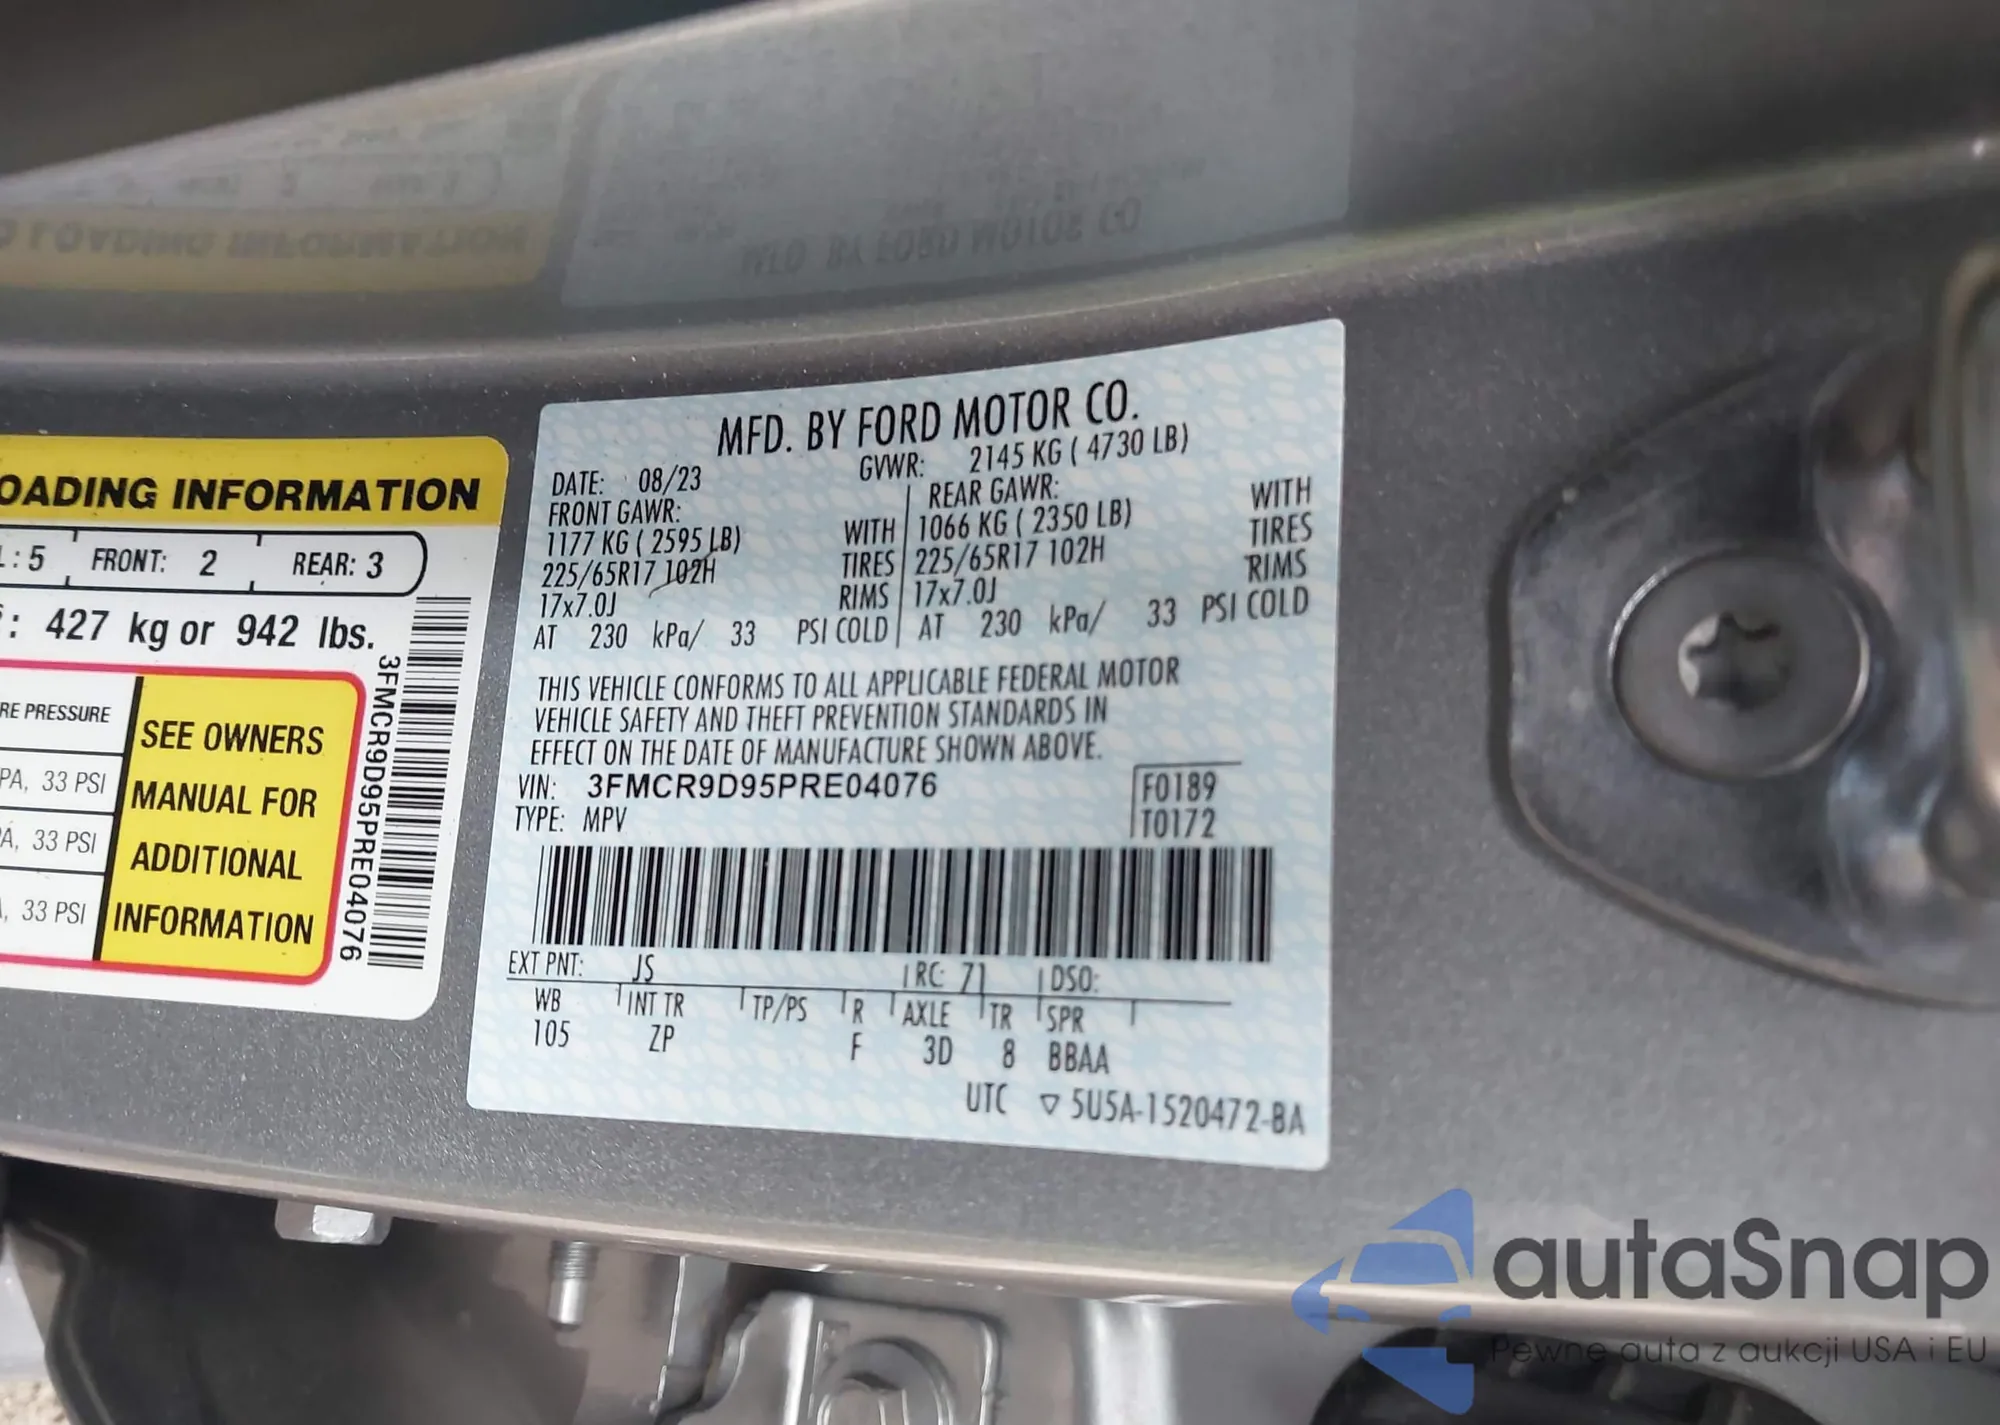 OADING INFORMATION
L: 5 FRONT: 2 REAR: 3
: 427 kg or 942 lbs.
RE PRESSURE
PA, 33 PSI
A, 33 PSI
, 33 PSI
SEE OWNERS
MANUAL FOR
ADDITIONAL
INFORMATION
3FMCR9D95PRE04076
MFD. BY FORD MOTOR CO.
DATE: 08/23 GVWR: 2145 KG ( 4730 LB)
FRONT GAWR: REAR GAWR:
1177 KG ( 2595 LB) WITH 1066 KG ( 2350 LB) WITH
225/65R17 102H TIRES 225/65R17 102H TIRES
17x7.0J RIMS 17x7.0J RIMS
AT 230 kPa/ 33 PSI COLD AT 230 kPa/ 33 PSI COLD
THIS VEHICLE CONFORMS TO ALL APPLICABLE FEDERAL MOTOR
VEHICLE SAFETY AND THEFT PREVENTION STANDARDS IN
EFFECT ON THE DATE OF MANUFACTURE SHOWN ABOVE.
VIN: 3FMCR9D95PRE04076 F0189
TYPE: MPV T0172
EXT PNT: JS RC: 71 DSO:
WB INT TR TP/PS R AXLE TR SPR
105 ZP F 3D 8 BBAA
UTC ▽ 5U5A-1520472-BA
autaSnap
Pewne auta z aukcji USA i EU